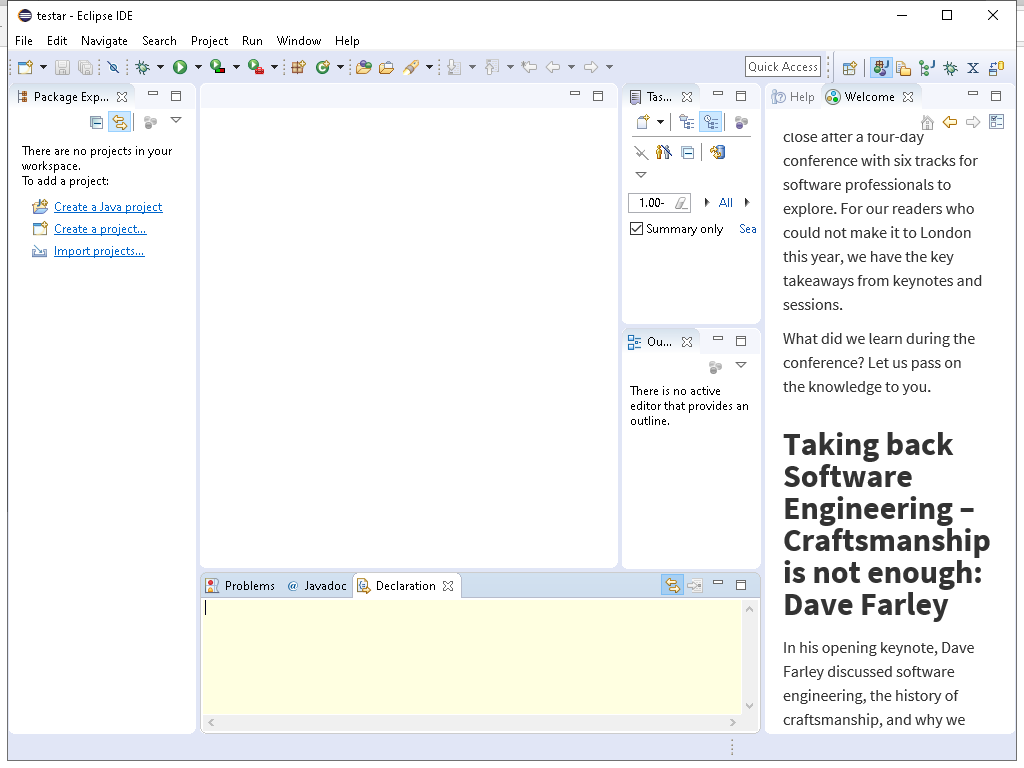 testar - Eclipse IDE
File Edit Navigate Search Project Run Window Help
Quick Access
Package Exp...
There are no projects in your
workspace.
To add a project:
Create a Java project
Create a project...
Import projects...
Tas...
1.00-
All
Summary only
Sea
Ou...
There is no active
editor that provides an
outline.
Problems
@ Javadoc
Declaration
Help
Welcome
close after a four-day
conference with six tracks for
software professionals to
explore. For our readers who
could not make it to London
this year, we have the key
takeaways from keynotes and
sessions.
What did we learn during the
conference? Let us pass on
the knowledge to you.
Taking back
Software
Engineering –
Craftsmanship
is not enough:
Dave Farley
In his opening keynote, Dave
Farley discussed software
engineering, the history of
craftsmanship, and why we